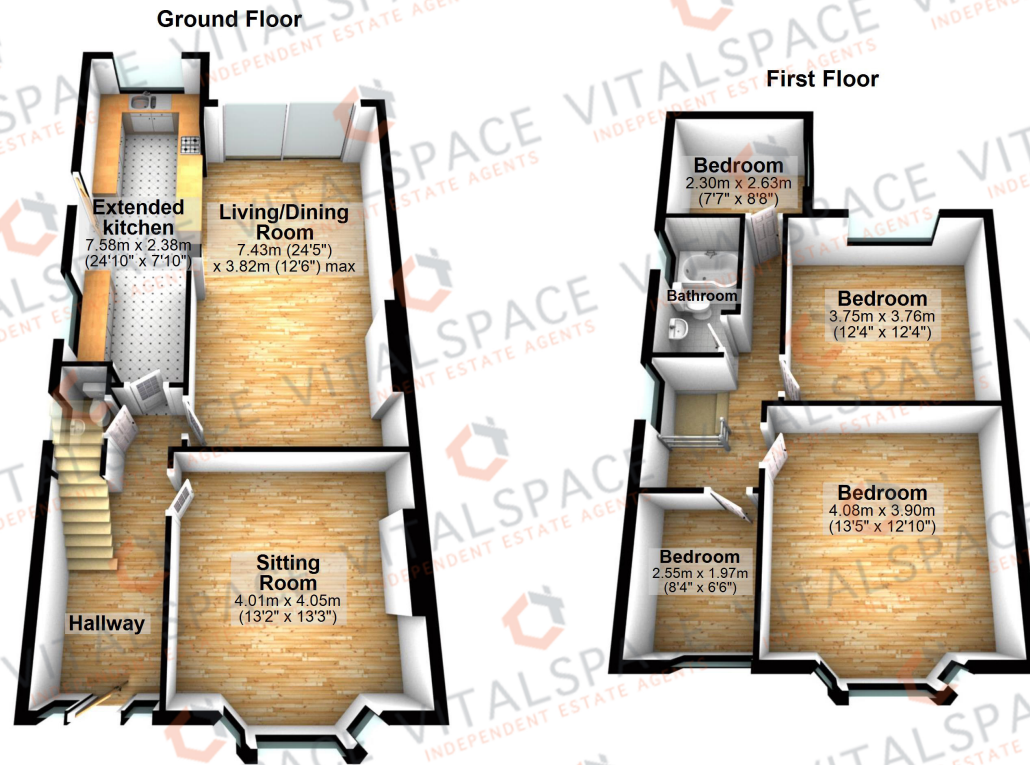 Ground Floor
Extended
kitchen
7.58m x 2.38m
(24'10" x 7'10")
Living/Dining
Room
7.43m (24'5")
x 3.82m (12'6") max
Sitting
Room
4.01m x 4.05m
(13'2" x 13'3")
Hallway
First Floor
Bedroom
2.30m x 2.63m
(7'7" x 8'8")
Bathroom
Bedroom
3.75m x 3.76m
(12'4" x 12'4")
Bedroom
4.08m x 3.90m
(13'5" x 12'10")
Bedroom
2.55m x 1.97m
(8'4" x 6'6")
VITALSPACE
INDEPENDENT ESTATE AGENTS